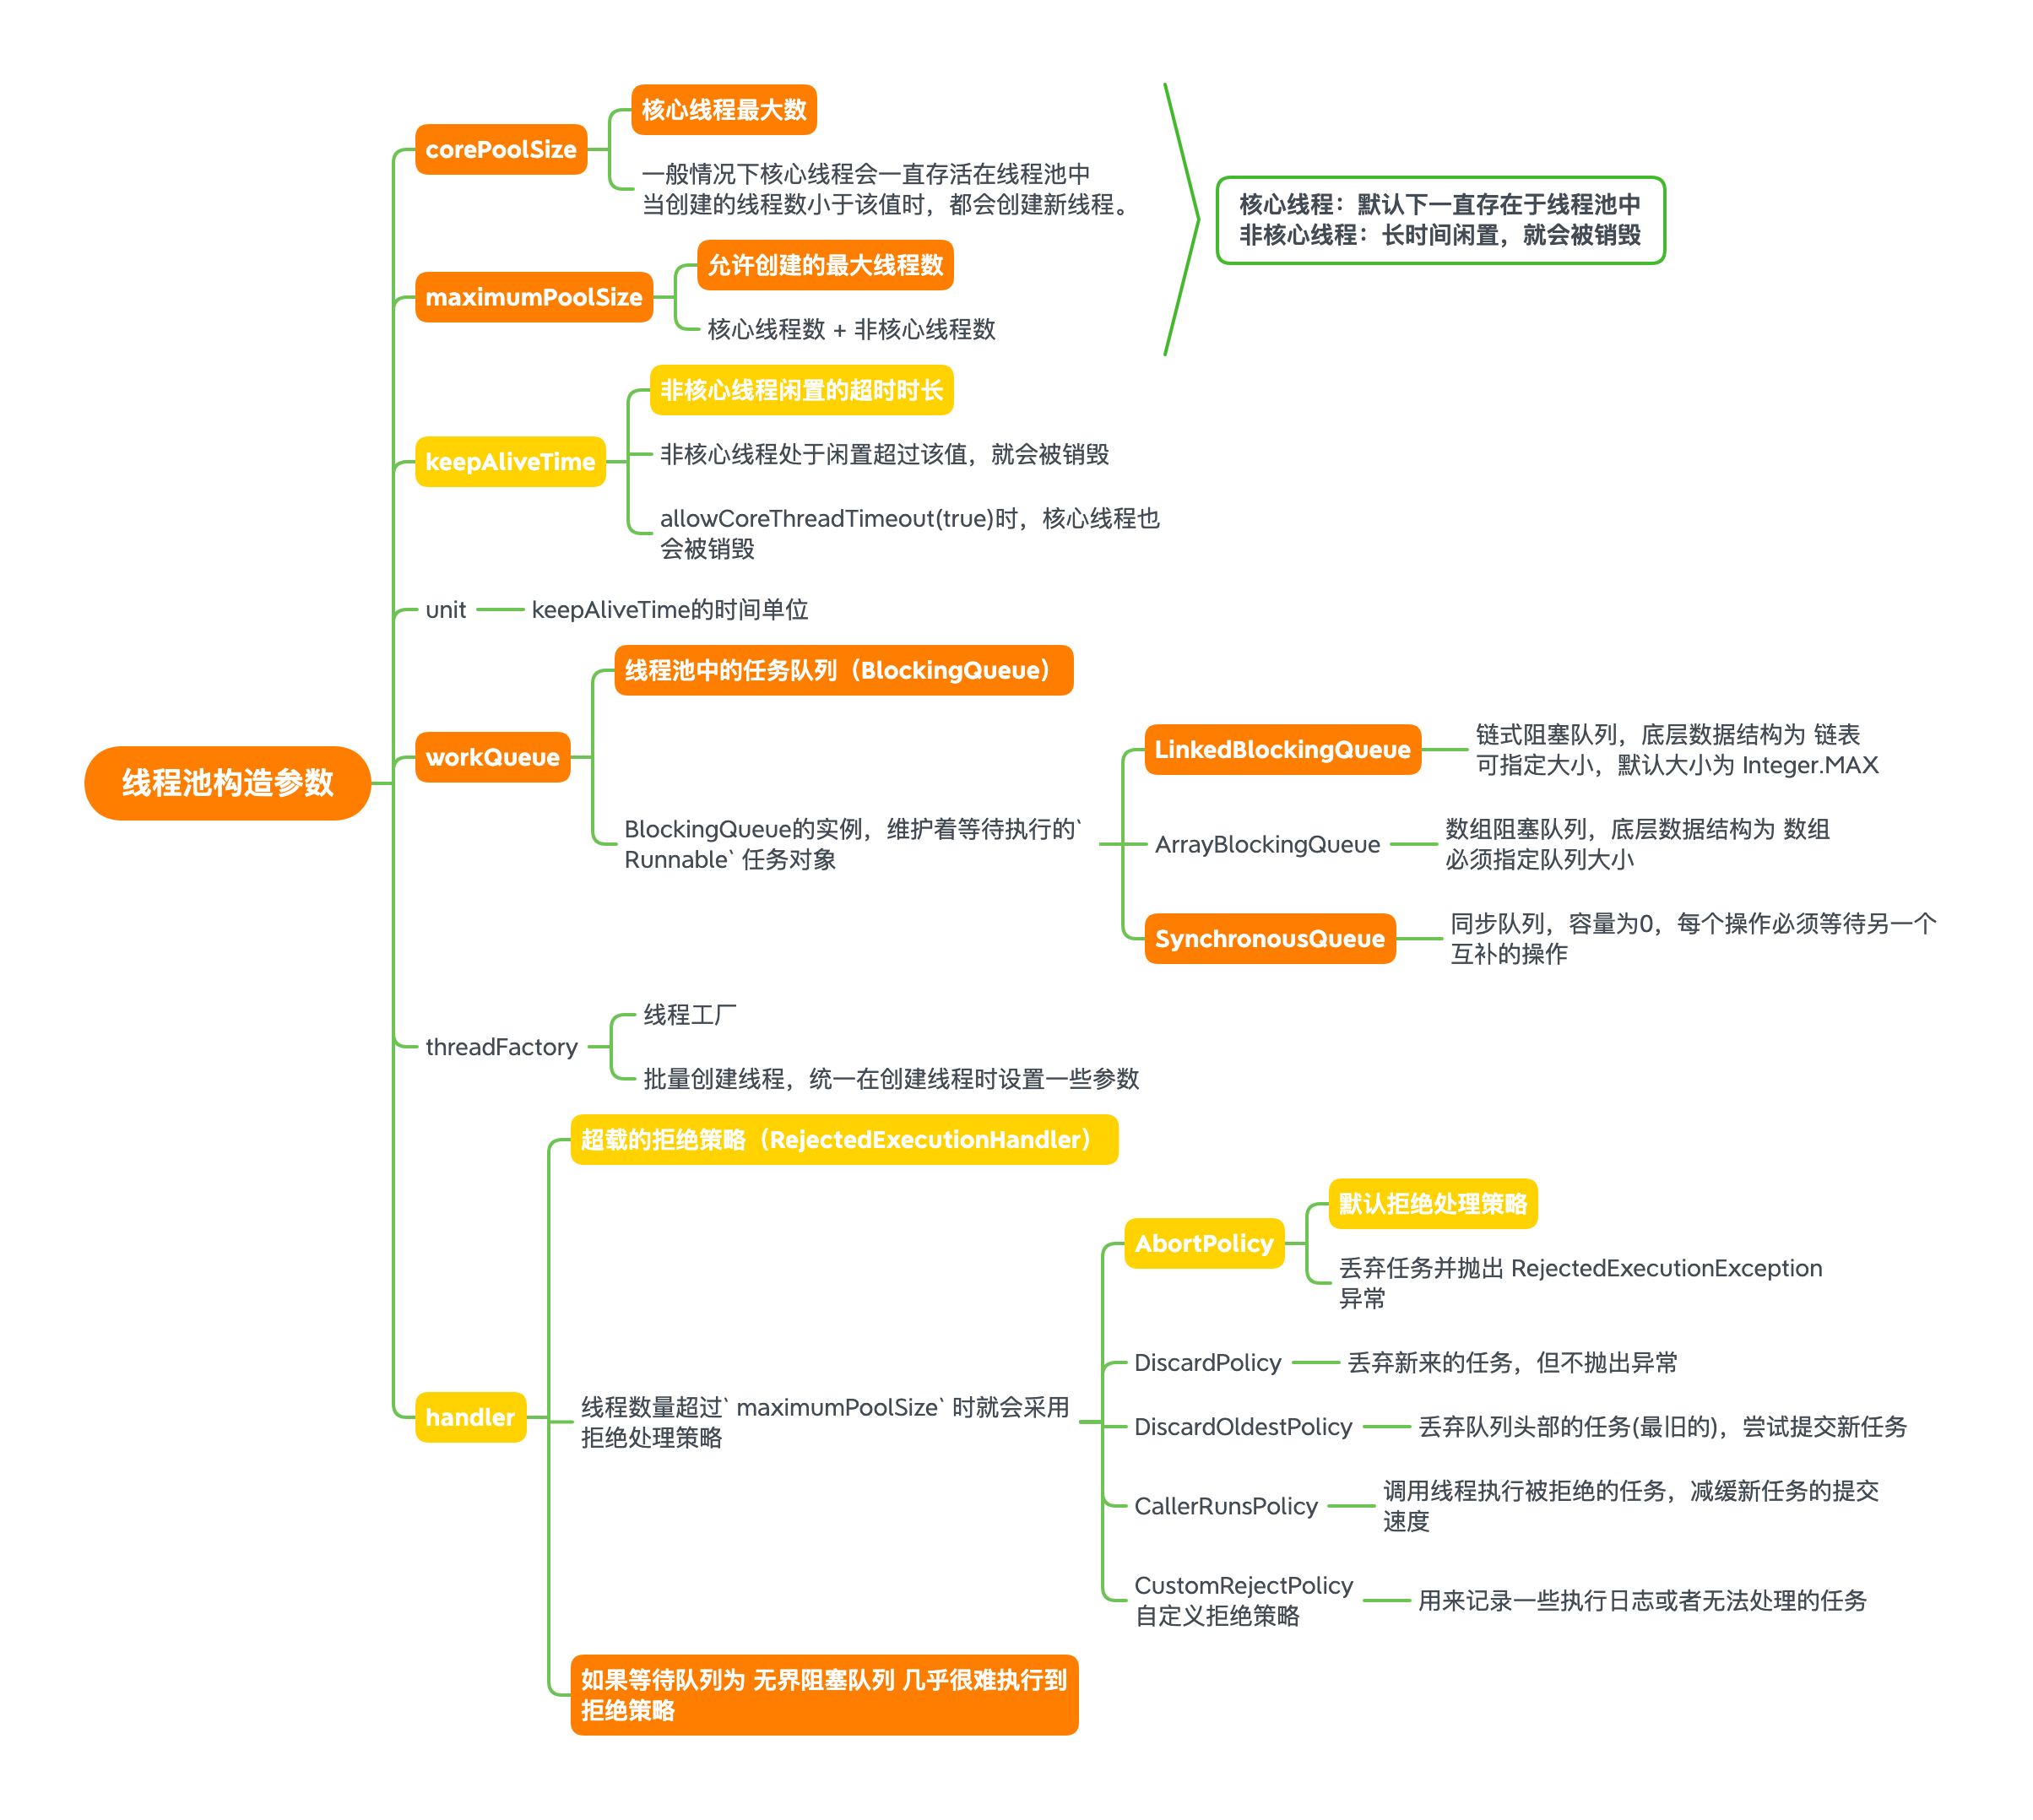 线程池构造参数
corePoolSize
核心线程最大数
一般情况下核心线程会一直存活在线程池中
当创建的线程数小于该值时，都会创建新线程。
maximumPoolSize
允许创建的最大线程数
核心线程数 + 非核心线程数
核心线程：默认下一直存在于线程池中
非核心线程：长时间闲置，就会被销毁
keepAliveTime
非核心线程闲置的超时时长
非核心线程处于闲置超过该值，就会被销毁
allowCoreThreadTimeout(true)时，核心线程也
会被销毁
unit
keepAliveTime的时间单位
workQueue
线程池中的任务队列（BlockingQueue）
BlockingQueue的实例，维护着等待执行的`
Runnable` 任务对象
LinkedBlockingQueue
链式阻塞队列，底层数据结构为 链表
可指定大小，默认大小为 Integer.MAX
ArrayBlockingQueue
数组阻塞队列，底层数据结构为 数组
必须指定队列大小
SynchronousQueue
同步队列，容量为0，每个操作必须等待另一个
互补的操作
threadFactory
线程工厂
批量创建线程，统一在创建线程时设置一些参数
handler
超载的拒绝策略（RejectedExecutionHandler）
线程数量超过` maximumPoolSize` 时就会采用
拒绝处理策略
AbortPolicy
默认拒绝处理策略
丢弃任务并抛出 RejectedExecutionException
异常
DiscardPolicy
丢弃新来的任务，但不抛出异常
DiscardOldestPolicy
丢弃队列头部的任务(最旧的)，尝试提交新任务
CallerRunsPolicy
调用线程执行被拒绝的任务，减缓新任务的提交
速度
CustomRejectPolicy
自定义拒绝策略
用来记录一些执行日志或者无法处理的任务
如果等待队列为 无界阻塞队列 几乎很难执行到
拒绝策略